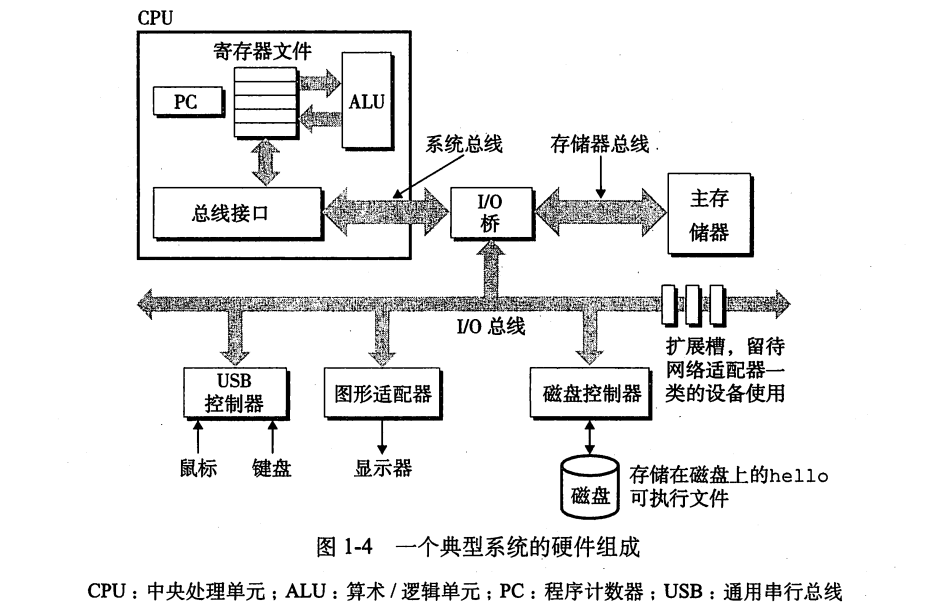 CPU
寄存器文件
PC
ALU
系统总线
存储器总线
总线接口
I/O
桥
主存
储器
I/O 总线
扩展槽，留待
网络适配器一
类的设备使用
USB
控制器
图形适配器
磁盘控制器
鼠标
键盘
显示器
磁盘
存储在磁盘上的hello
可执行文件
图 1-4 一个典型系统的硬件组成
CPU：中央处理单元；ALU：算术/逻辑单元；PC：程序计数器；USB：通用串行总线